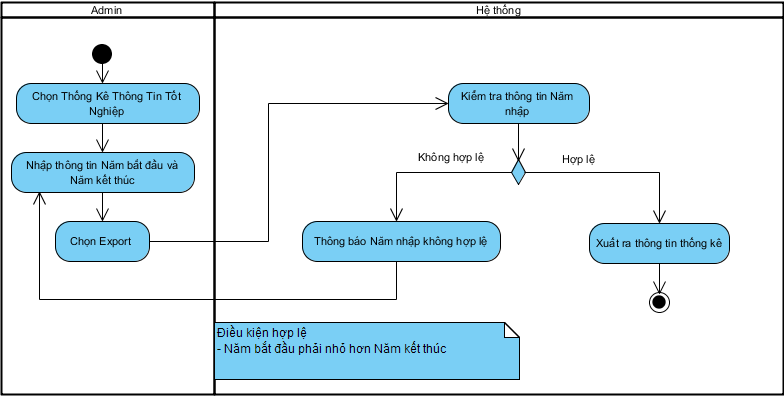 Admin
Hệ thống
Chọn Thống Kê Thông Tin Tốt
Nghiệp
Nhập thông tin Năm bắt đầu và
Năm kết thúc
Chọn Export
Kiểm tra thông tin Năm
nhập
Không hợp lệ
Hợp lệ
Thông báo Năm nhập không hợp lệ
Xuất ra thông tin thống kê
Điều kiện hợp lệ
- Năm bắt đầu phải nhỏ hơn Năm kết thúc